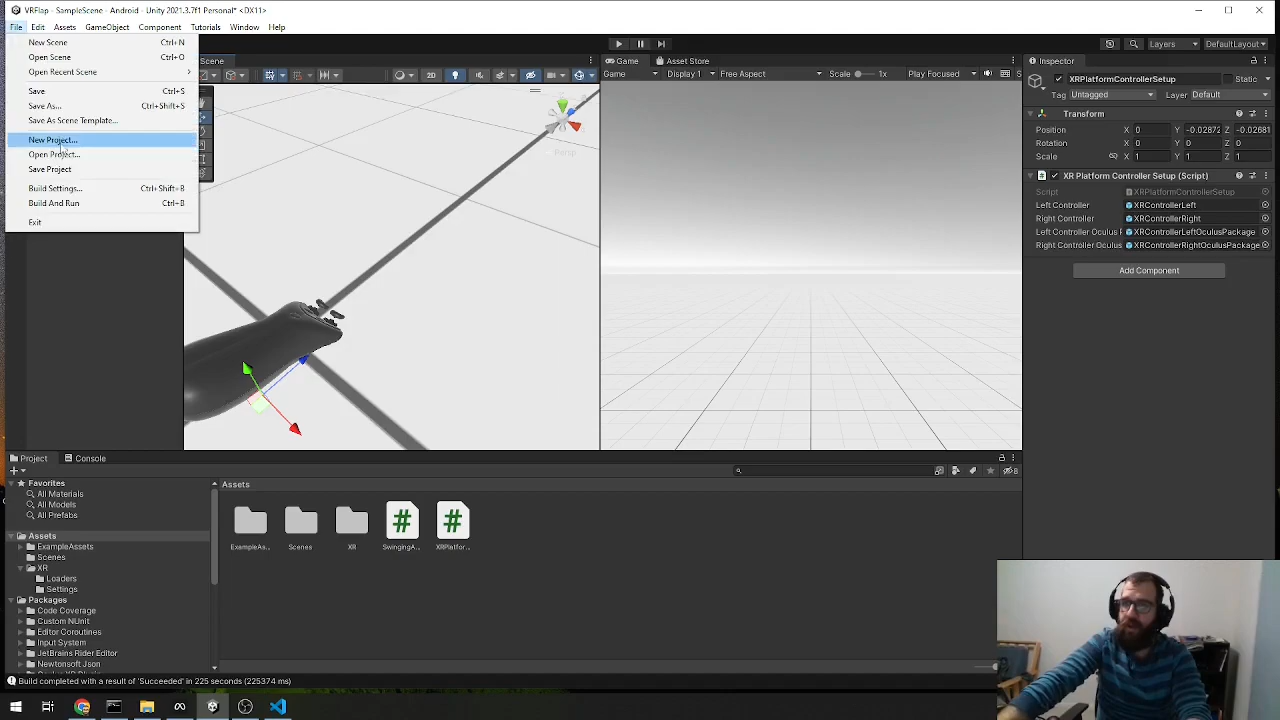 VRFlap - SampleScene - Android - Unity 2021.3.7f1 Personal* <DX11>
File Edit Assets GameObject Component Tutorials Window Help
New Scene Ctrl+N
Open Scene Ctrl+O
Open Recent Scene
Save Ctrl+S
Save As... Ctrl+Shift+S
Save As Scene Template...
New Project...
Open Project...
Save Project
Build Settings... Ctrl+Shift+B
Build And Run Ctrl+B
Exit
Layers DefaultLayout
Scene
2D
Persp
Game Asset Store
Game Display 1 Free Aspect Scale 1x Play Focused S
Inspector
XRPlatformControllerSetup Static
Tag Untagged Layer Default
Transform
Position X 0 Y -0.02872 Z -0.02681
Rotation X 0 Y 0 Z 0
Scale X 1 Y 1 Z 1
XR Platform Controller Setup (Script)
Script XRPlatformControllerSetup
Left Controller XRControllerLeft
Right Controller XRControllerRight
Left Controller Oculus P XRControllerLeftOculusPackage
Right Controller Oculus XRControllerRightOculusPackage
Add Component
Project Console
8
Favorites
All Materials
All Models
All Prefabs
Assets
ExampleAssets
Scenes
XR
Loaders
Settings
Packages
Code Coverage
Custom NUnit
Editor Coroutines
Input System
JetBrains Rider Editor
Newtonsoft Json
Assets
ExampleAs.. Scenes XR SwingingA... XRPlatfor..
Build completed with a result of 'Succeeded' in 225 seconds (225374 ms)